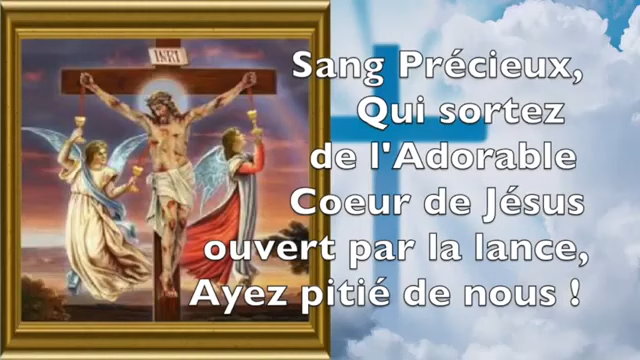 INRI
Sang Précieux,
Qui sortez
de l'Adorable
Coeur de Jésus
ouvert par la lance,
Ayez pitié de nous !